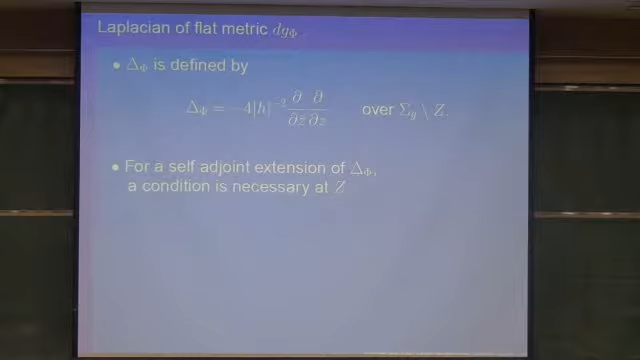 Laplacian of flat metric dg_Φ.
• Δ_Φ is defined by
Δ_Φ = −4|h|^{−2} ∂/∂z̄ ∂/∂z over Σ_g \ Z.
• For a self adjoint extension of Δ_Φ,
a condition is necessary at Z